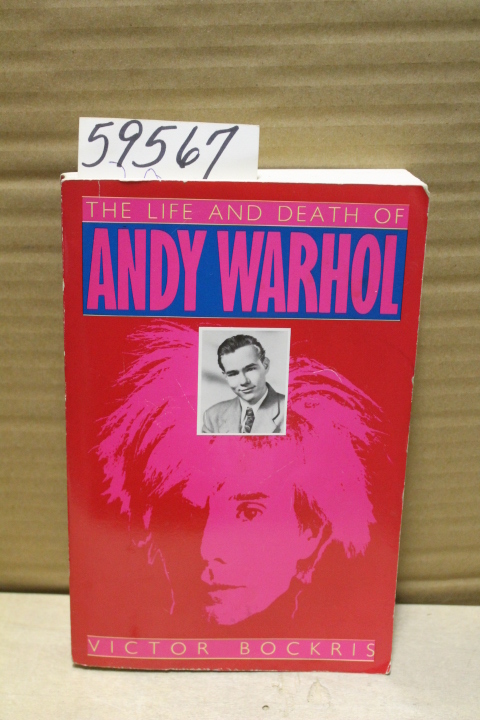 59567
THE LIFE AND DEATH OF
ANDY WARHOL
VICTOR BOCKRIS